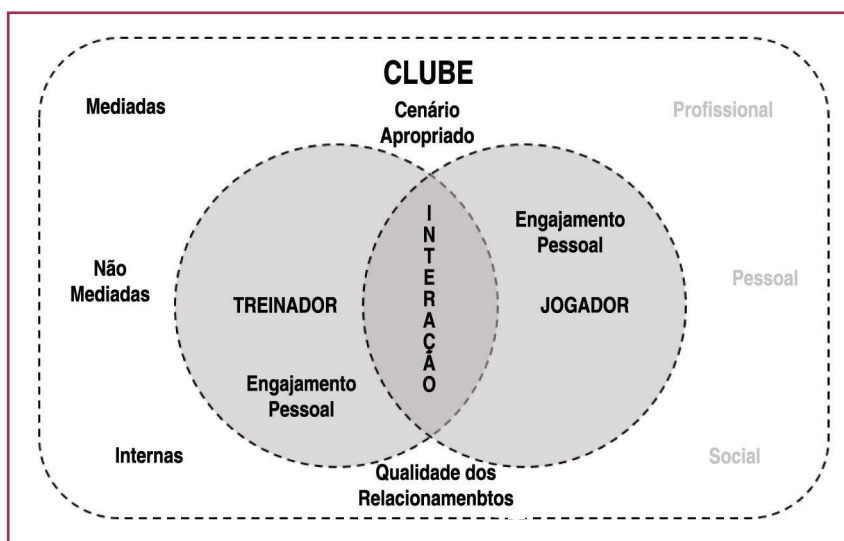 CLUBE
Mediadas
Cenário
Apropriado
Profissional
INTERAÇÃO
Engajamento
Pessoal
Não
Mediadas
TREINADOR
JOGADOR
Pessoal
Engajamento
Pessoal
Internas
Qualidade dos
Relacionamenbtos
Social